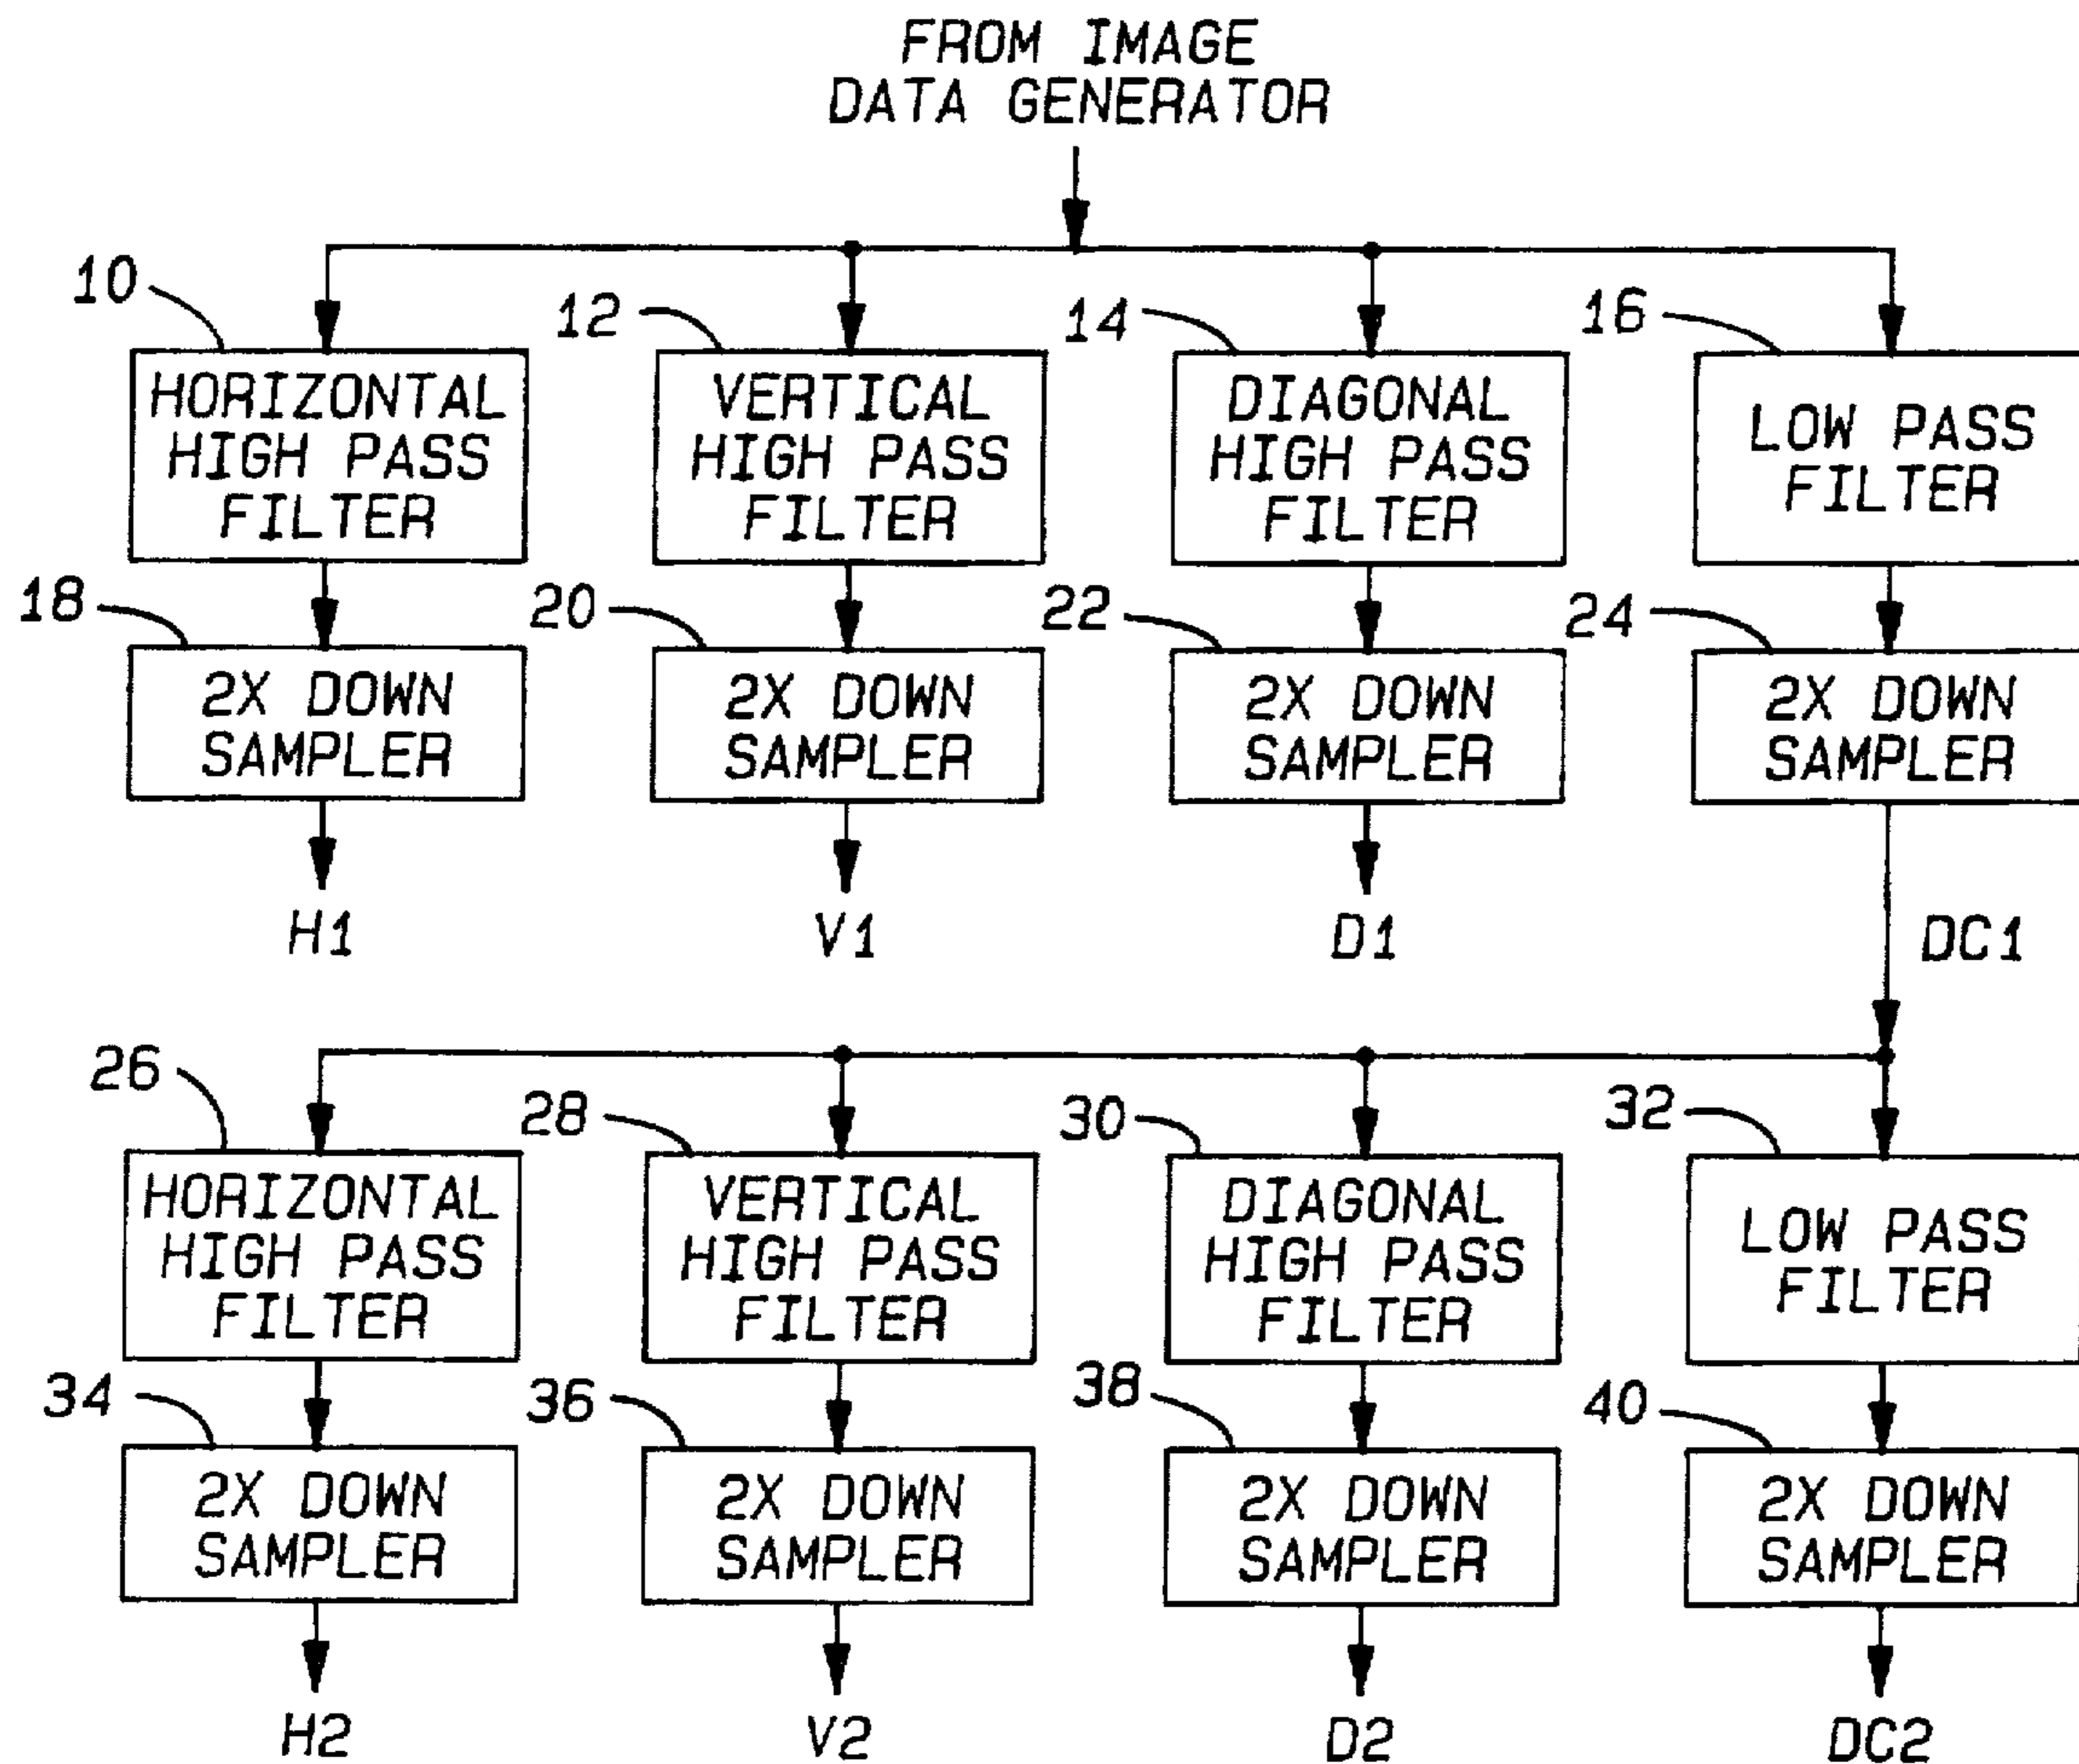 FROM IMAGE
DATA GENERATOR
10
12
14
16
HORIZONTAL
HIGH PASS
FILTER
VERTICAL
HIGH PASS
FILTER
DIAGONAL
HIGH PASS
FILTER
LOW PASS
FILTER
18
20
22
24
2X DOWN
SAMPLER
2X DOWN
SAMPLER
2X DOWN
SAMPLER
2X DOWN
SAMPLER
H1
V1
D1
DC1
26
28
30
32
HORIZONTAL
HIGH PASS
FILTER
VERTICAL
HIGH PASS
FILTER
DIAGONAL
HIGH PASS
FILTER
LOW PASS
FILTER
34
36
38
40
2X DOWN
SAMPLER
2X DOWN
SAMPLER
2X DOWN
SAMPLER
2X DOWN
SAMPLER
H2
V2
D2
DC2